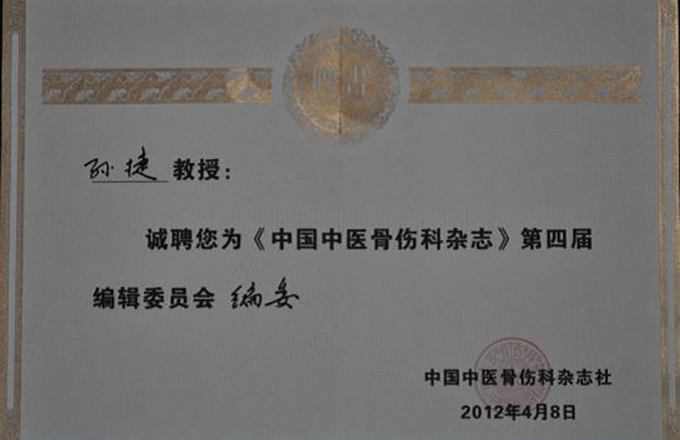 孙捷 教授：
诚聘您为《中国中医骨伤科杂志》第四届
编辑委员会 编委
中国中医骨伤科杂志社
2012年4月8日